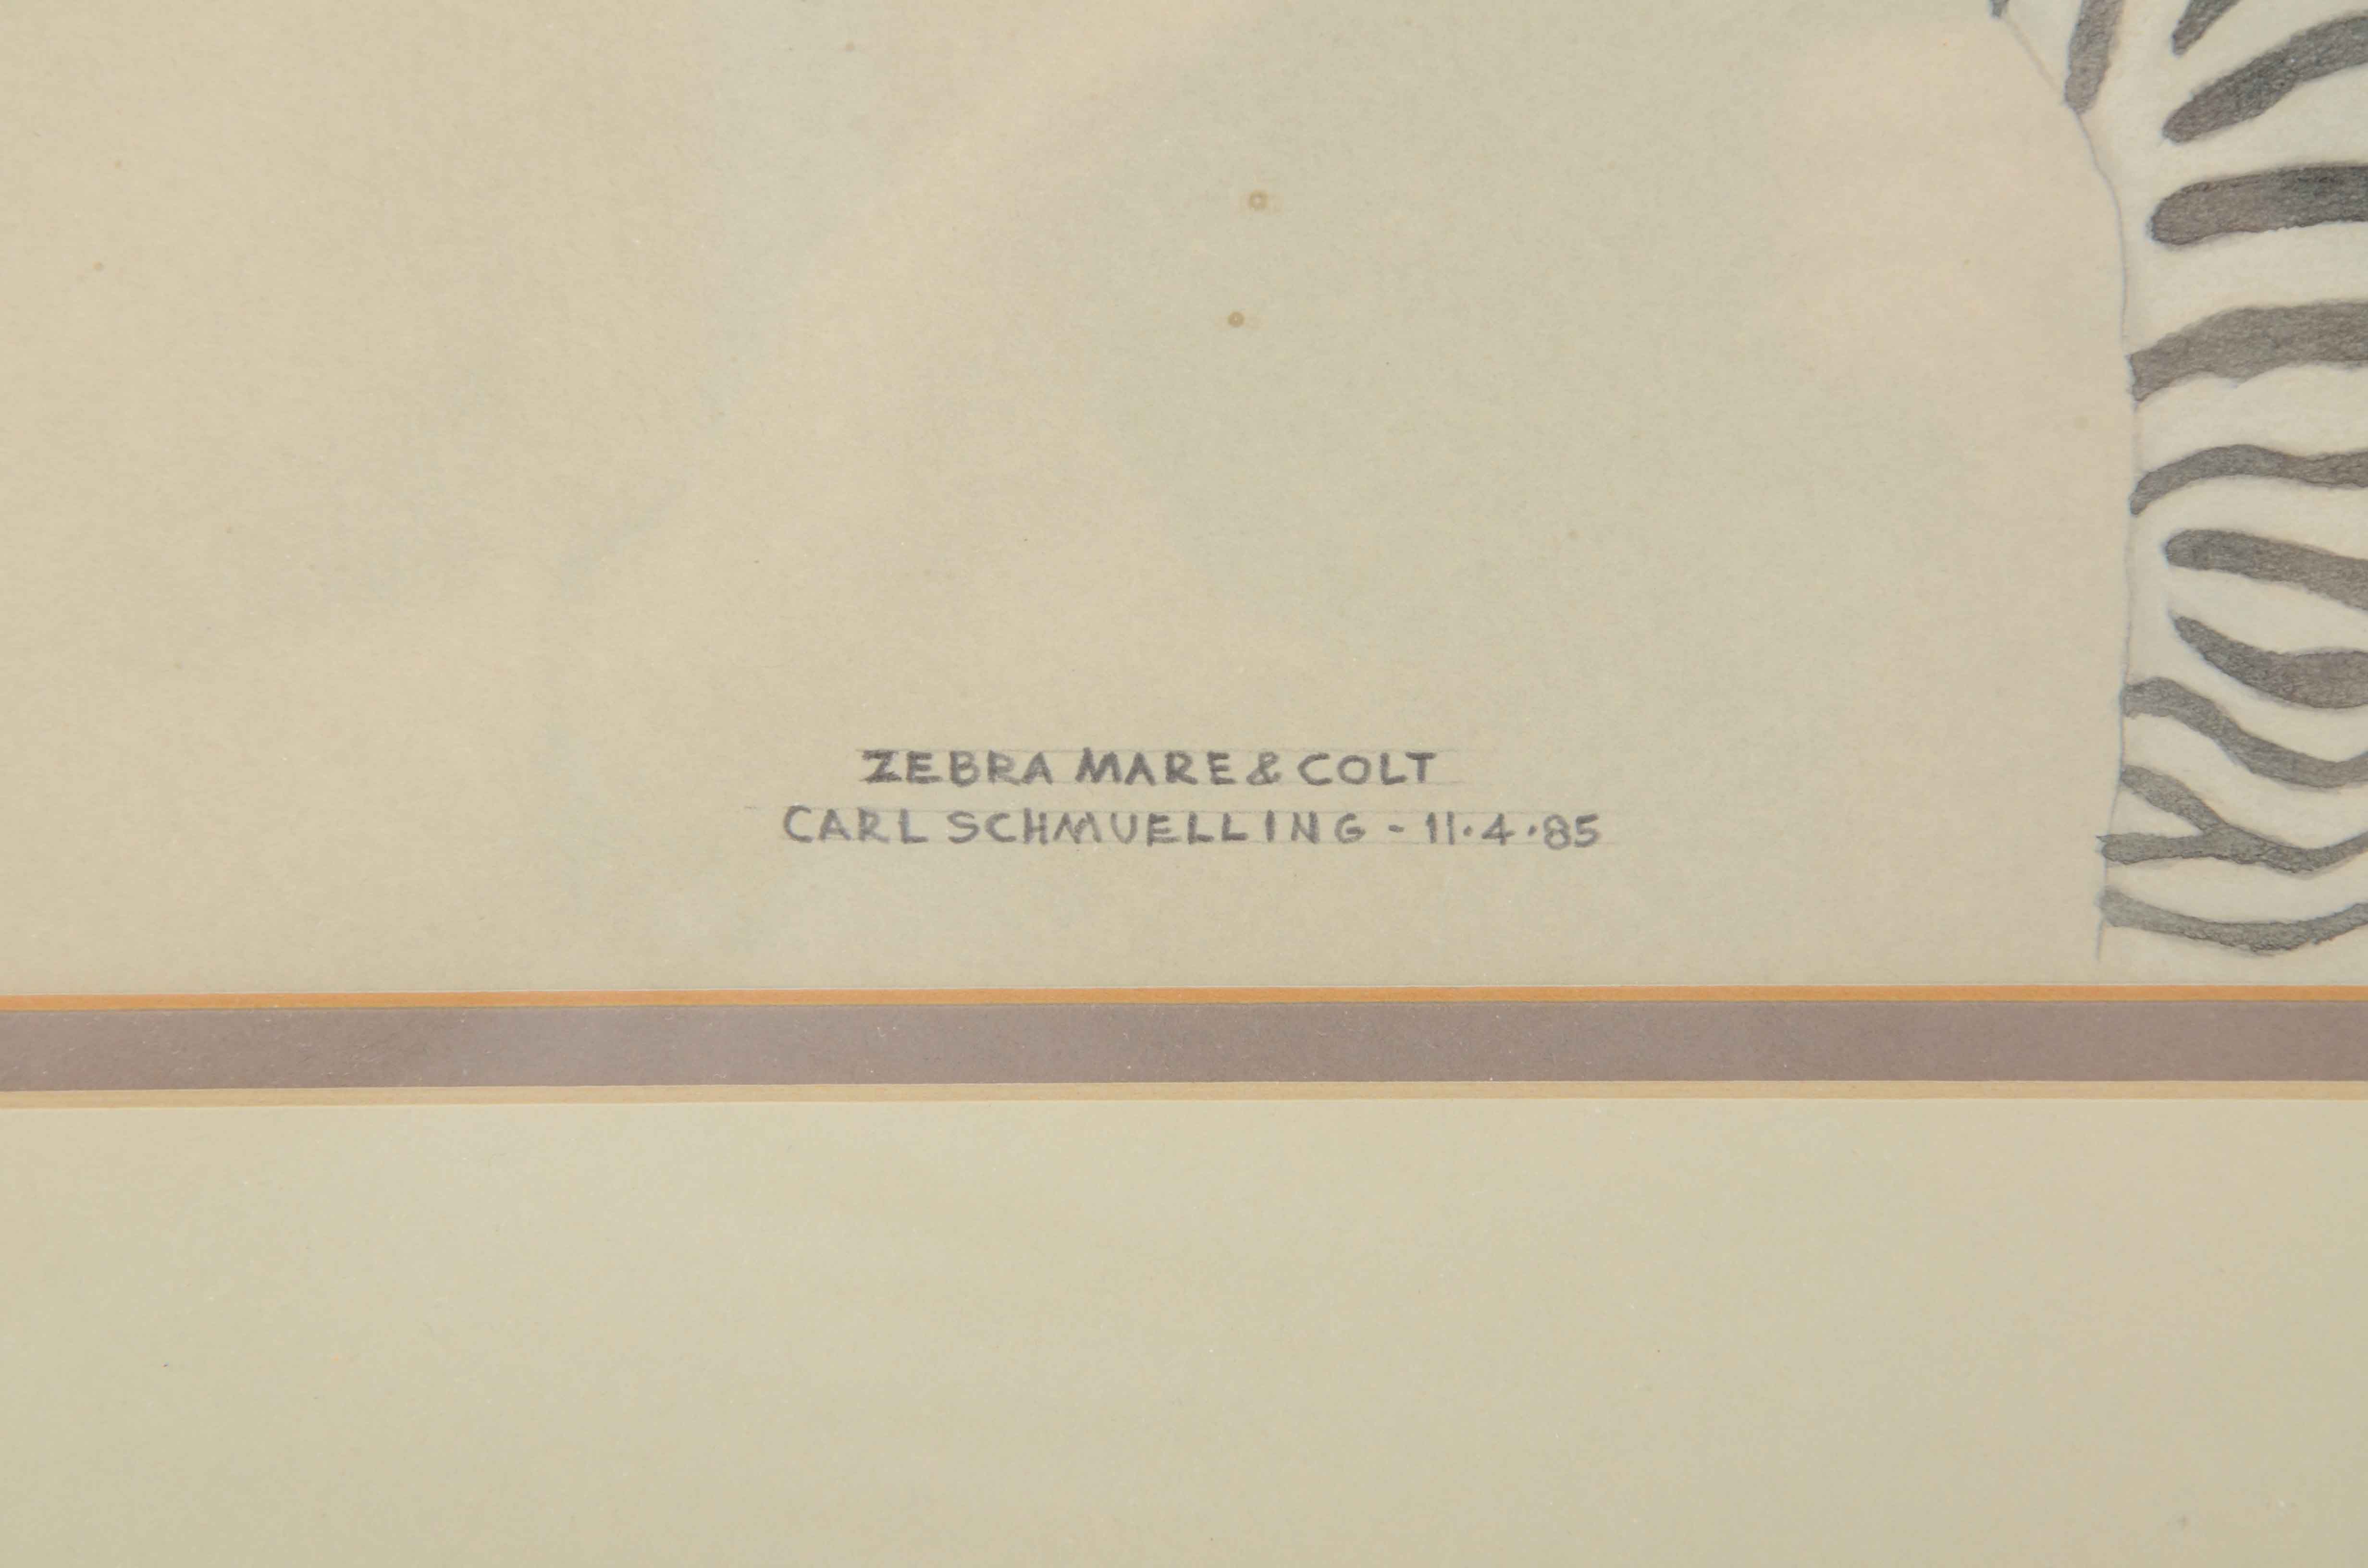 ZEBRA MARE & COLT
CARL SCHMUELLING - 11.4.85